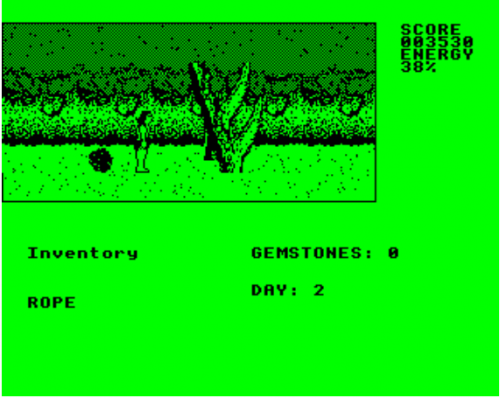 SCORE
003530
ENERGY
38%
Inventory
GEMSTONES: 0
DAY: 2
ROPE